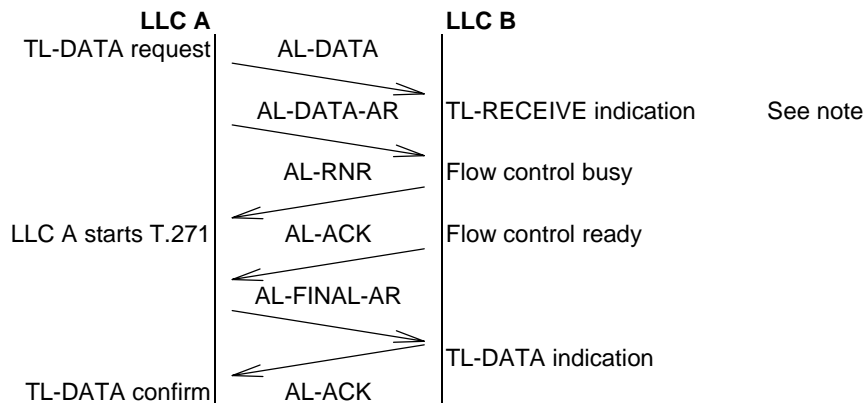 LLC A LLC B
TL-DATA request AL-DATA
AL-DATA-AR TL-RECEIVE indication See note
AL-RNR Flow control busy
LLC A starts T.271 AL-ACK Flow control ready
AL-FINAL-AR
TL-DATA indication
TL-DATA confirm AL-ACK